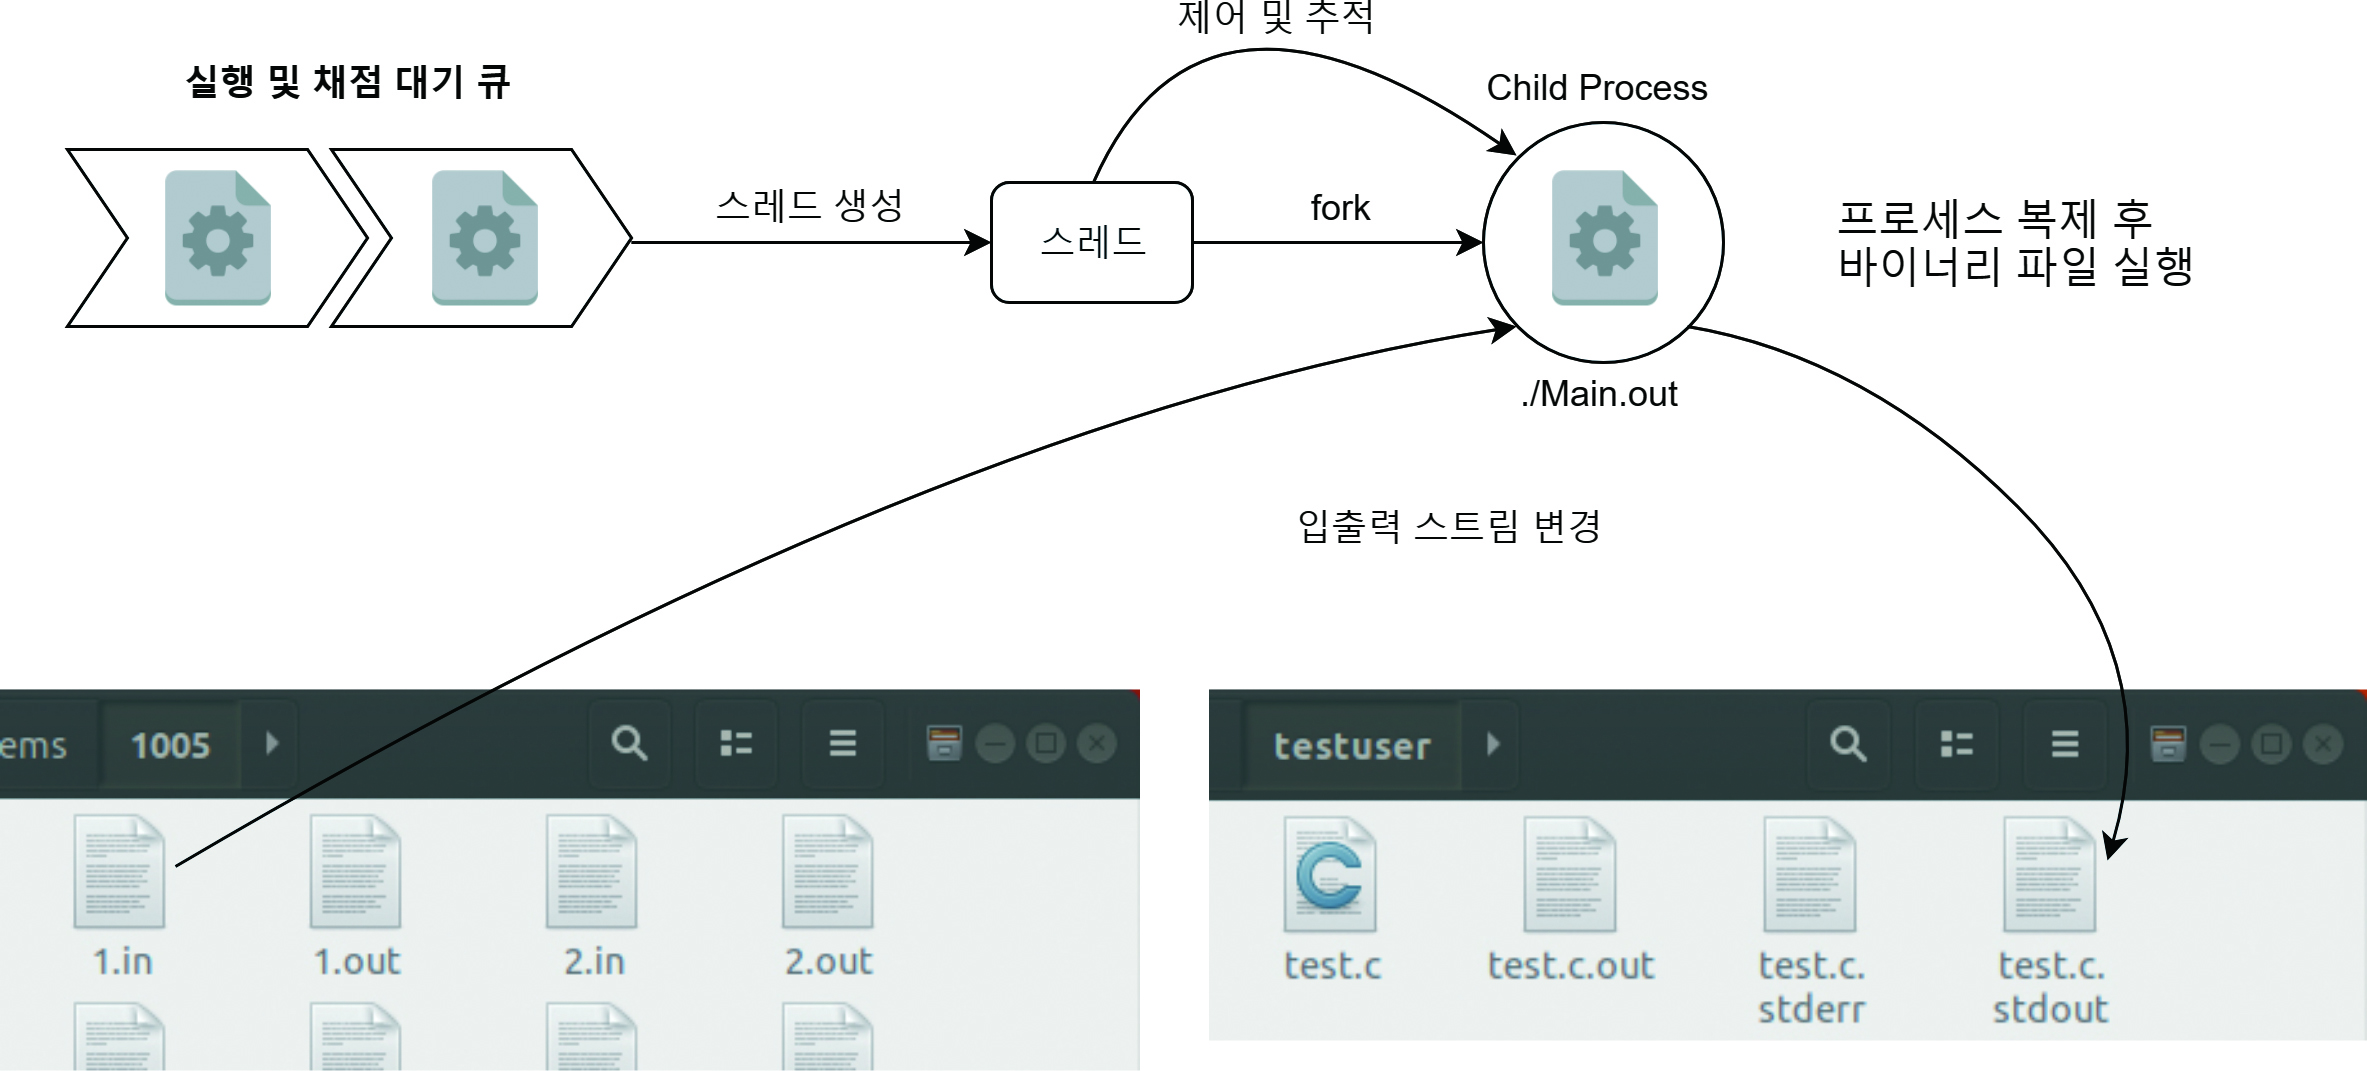 제어 및 추적
실행 및 채점 대기 큐
Child Process
스레드 생성
스레드
fork
프로세스 복제 후
바이너리 파일 실행
./Main.out
입출력 스트림 변경
ems
1005
testuser
1.in
1.out
2.in
2.out
test.c
test.c.out
test.c.
stderr
test.c.
stdout